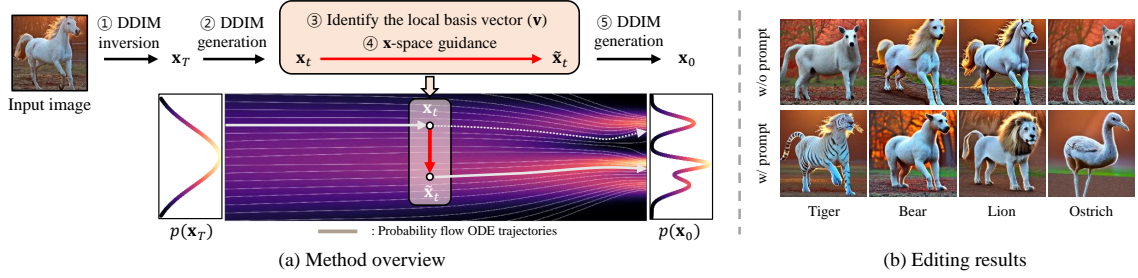 ① DDIM
inversion
② DDIM
generation
③ Identify the local basis vector (v)
④ x-space guidance
⑤ DDIM
generation
x_T
x_t
x̃_t
x_0
Input image
x_t
x̃_t
p(x_T)
: Probability flow ODE trajectories
p(x_0)
(a) Method overview
w/o prompt
w/ prompt
Tiger
Bear
Lion
Ostrich
(b) Editing results